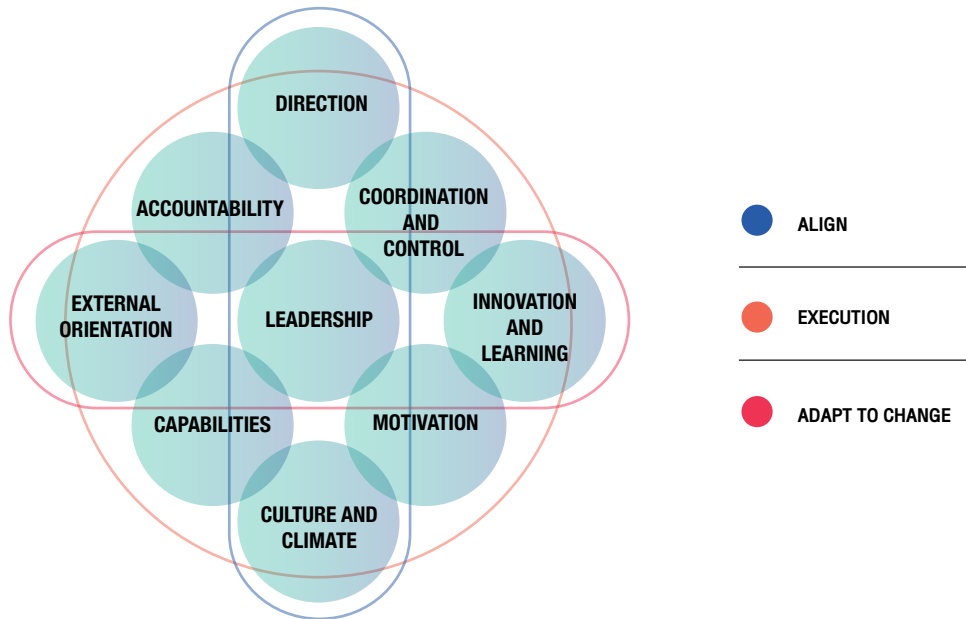 DIRECTION
ACCOUNTABILITY
COORDINATION
AND
CONTROL
EXTERNAL
ORIENTATION
LEADERSHIP
INNOVATION
AND
LEARNING
CAPABILITIES
MOTIVATION
CULTURE AND
CLIMATE
ALIGN
EXECUTION
ADAPT TO CHANGE